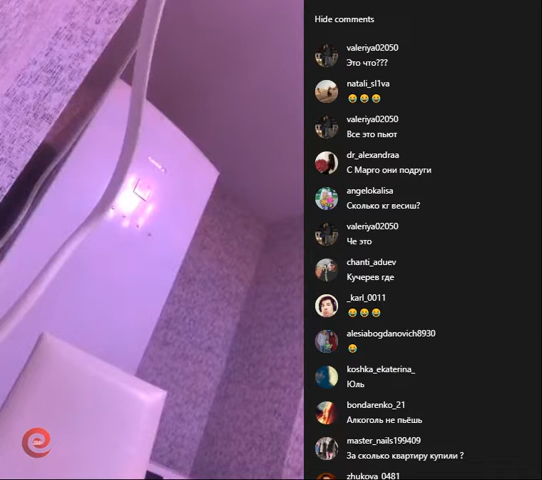 Hide comments
valeriya02050
Это что???
natali_sl1va
😂😂😂
valeriya02050
Все это пьют
dr_alexandraa
С Марго они подруги
angelokalisa
Сколько кг весиш?
valeriya02050
Че это
chanti_aduev
Кучерев где
_karl_0011
😂😂😂
alesiabogdanovich8930
😂
koshka_ekaterina_
Юль
bondarenko_21
Алкоголь не пьёшь
master_nails199409
За сколько квартиру купили ?
zhukova_0481